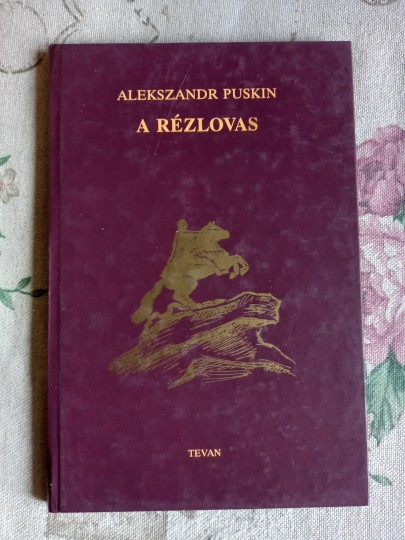 ALEKSZANDR PUSKIN
A RÉZLOVAS
TEVAN